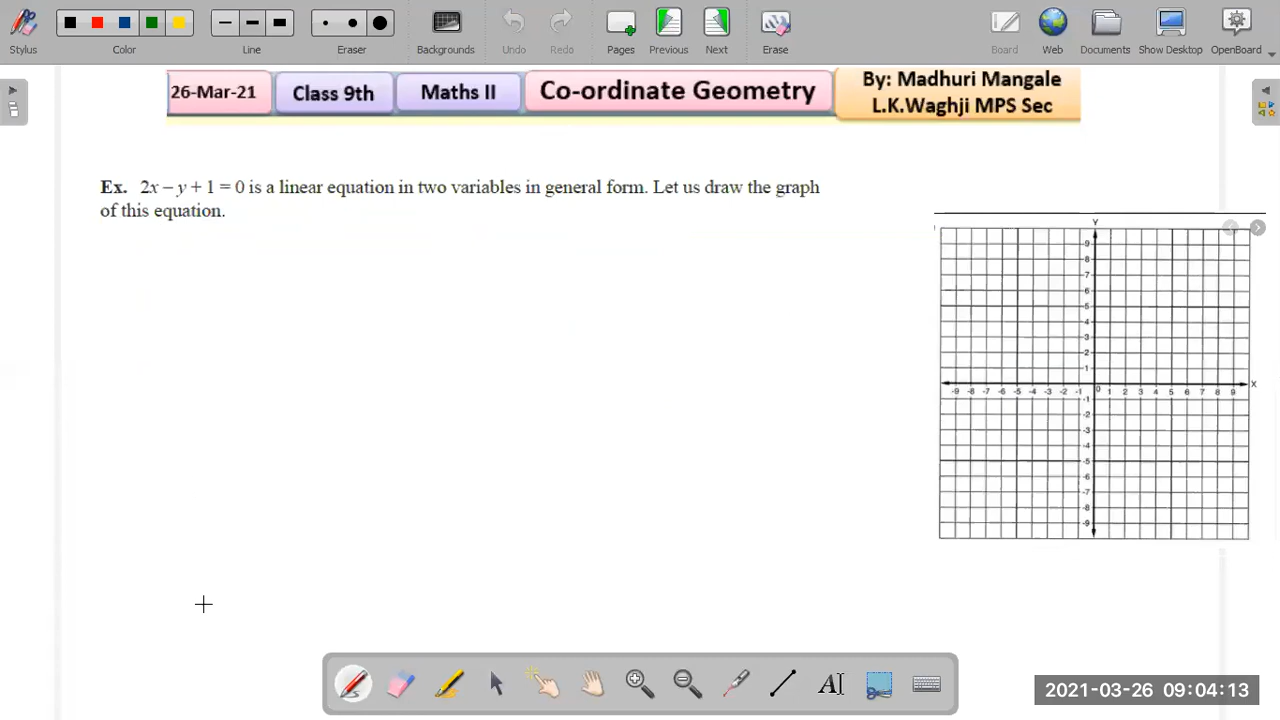 Stylus Color Line Eraser Backgrounds Undo Redo Pages Previous Next Erase Board Web Documents Show Desktop OpenBoard
26-Mar-21 Class 9th Maths II Co-ordinate Geometry By: Madhuri Mangale
L.K.Waghji MPS Sec
Ex. 2x – y + 1 = 0 is a linear equation in two variables in general form. Let us draw the graph
of this equation.
Y
9
8
7
6
5
4
3
2
1
X
-9 -8 -7 -6 -5 -4 -3 -2 -1 0 1 2 3 4 5 6 7 8 9
-1
-2
-3
-4
-5
-6
-7
-8
-9
AI
2021-03-26 09:04:13